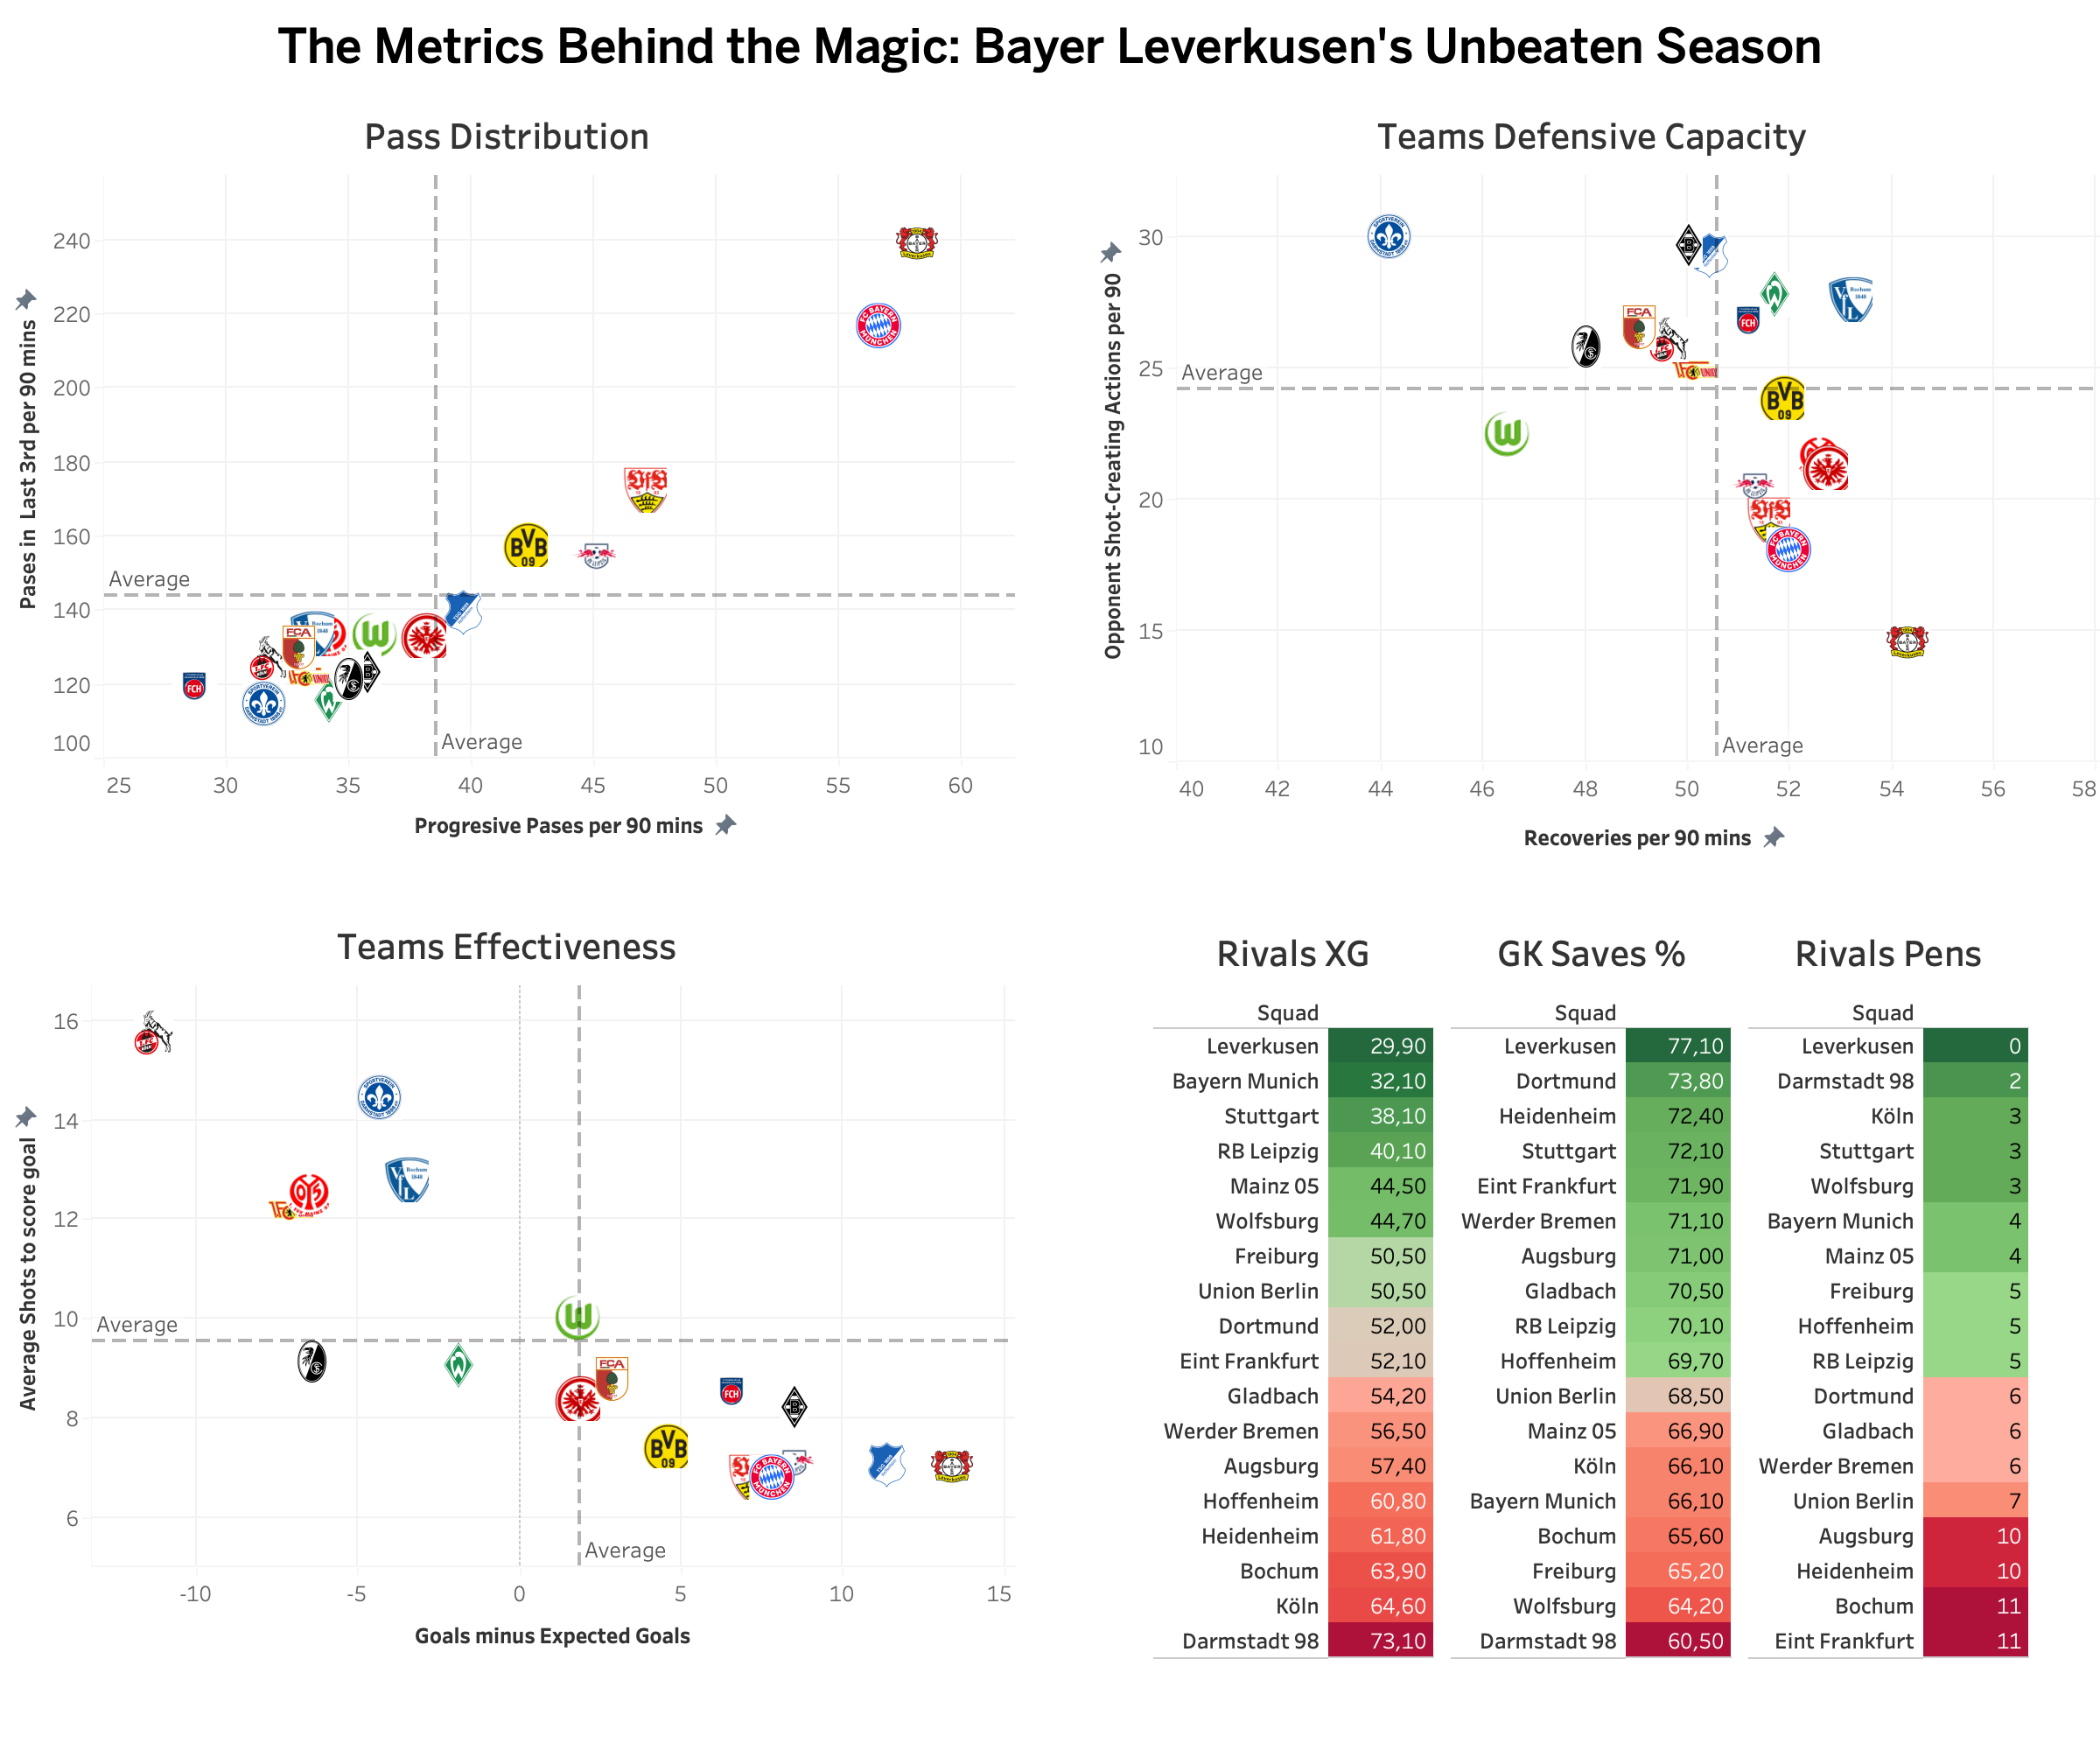 The Metrics Behind the Magic: Bayer Leverkusen's Unbeaten Season
Pass Distribution
Pases in Last 3rd per 90 mins
240
220
200
180
160
140
120
100
Average
Average
25 30 35 40 45 50 55 60
Progresive Pases per 90 mins
Teams Defensive Capacity
Opponent Shot-Creating Actions per 90
30
25
20
15
10
Average
Average
40 42 44 46 48 50 52 54 56 58
Recoveries per 90 mins
Teams Effectiveness
Average Shots to score goal
16
14
12
10
8
6
Average
Average
-10 -5 0 5 10 15
Goals minus Expected Goals
Rivals XG
Squad
Leverkusen 29,90
Bayern Munich 32,10
Stuttgart 38,10
RB Leipzig 40,10
Mainz 05 44,50
Wolfsburg 44,70
Freiburg 50,50
Union Berlin 50,50
Dortmund 52,00
Eint Frankfurt 52,10
Gladbach 54,20
Werder Bremen 56,50
Augsburg 57,40
Hoffenheim 60,80
Heidenheim 61,80
Bochum 63,90
Köln 64,60
Darmstadt 98 73,10
GK Saves %
Squad
Leverkusen 77,10
Dortmund 73,80
Heidenheim 72,40
Stuttgart 72,10
Eint Frankfurt 71,90
Werder Bremen 71,10
Augsburg 71,00
Gladbach 70,50
RB Leipzig 70,10
Hoffenheim 69,70
Union Berlin 68,50
Mainz 05 66,90
Köln 66,10
Bayern Munich 66,10
Bochum 65,60
Freiburg 65,20
Wolfsburg 64,20
Darmstadt 98 60,50
Rivals Pens
Squad
Leverkusen 0
Darmstadt 98 2
Köln 3
Stuttgart 3
Wolfsburg 3
Bayern Munich 4
Mainz 05 4
Freiburg 5
Hoffenheim 5
RB Leipzig 5
Dortmund 6
Gladbach 6
Werder Bremen 6
Union Berlin 7
Augsburg 10
Heidenheim 10
Bochum 11
Eint Frankfurt 11